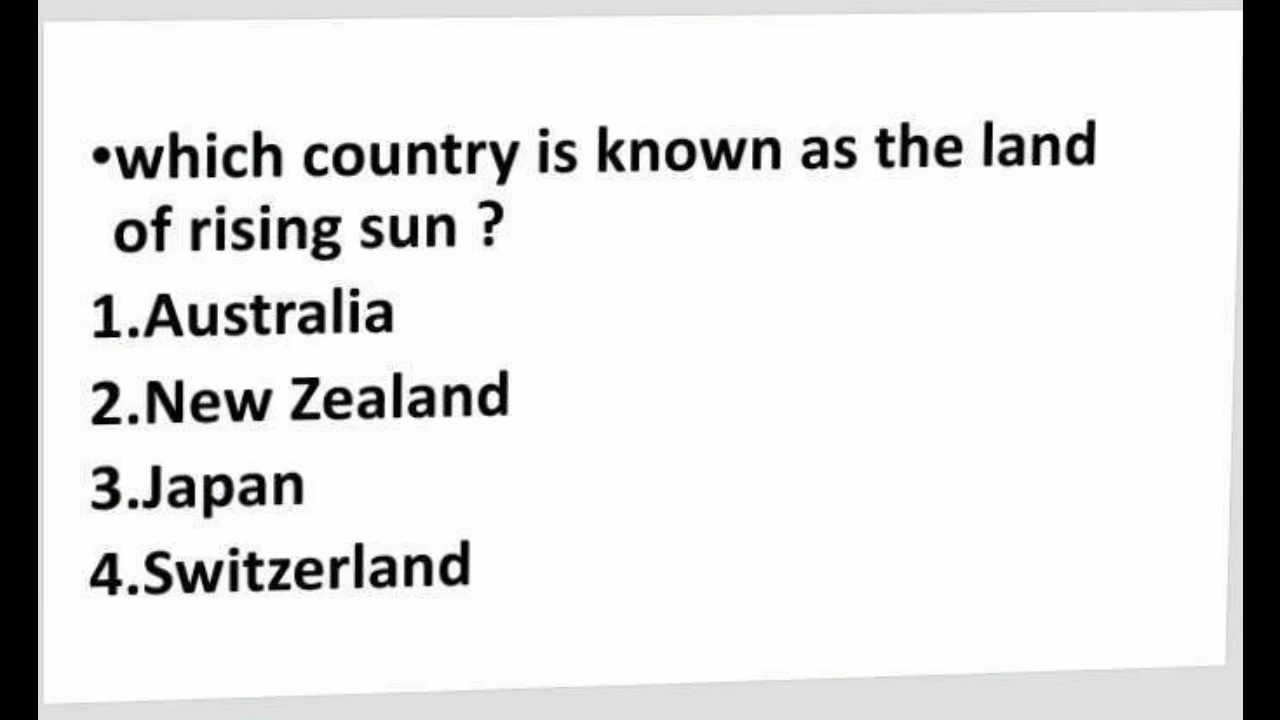 •which country is known as the land
of rising sun ?
1.Australia
2.New Zealand
3.Japan
4.Switzerland